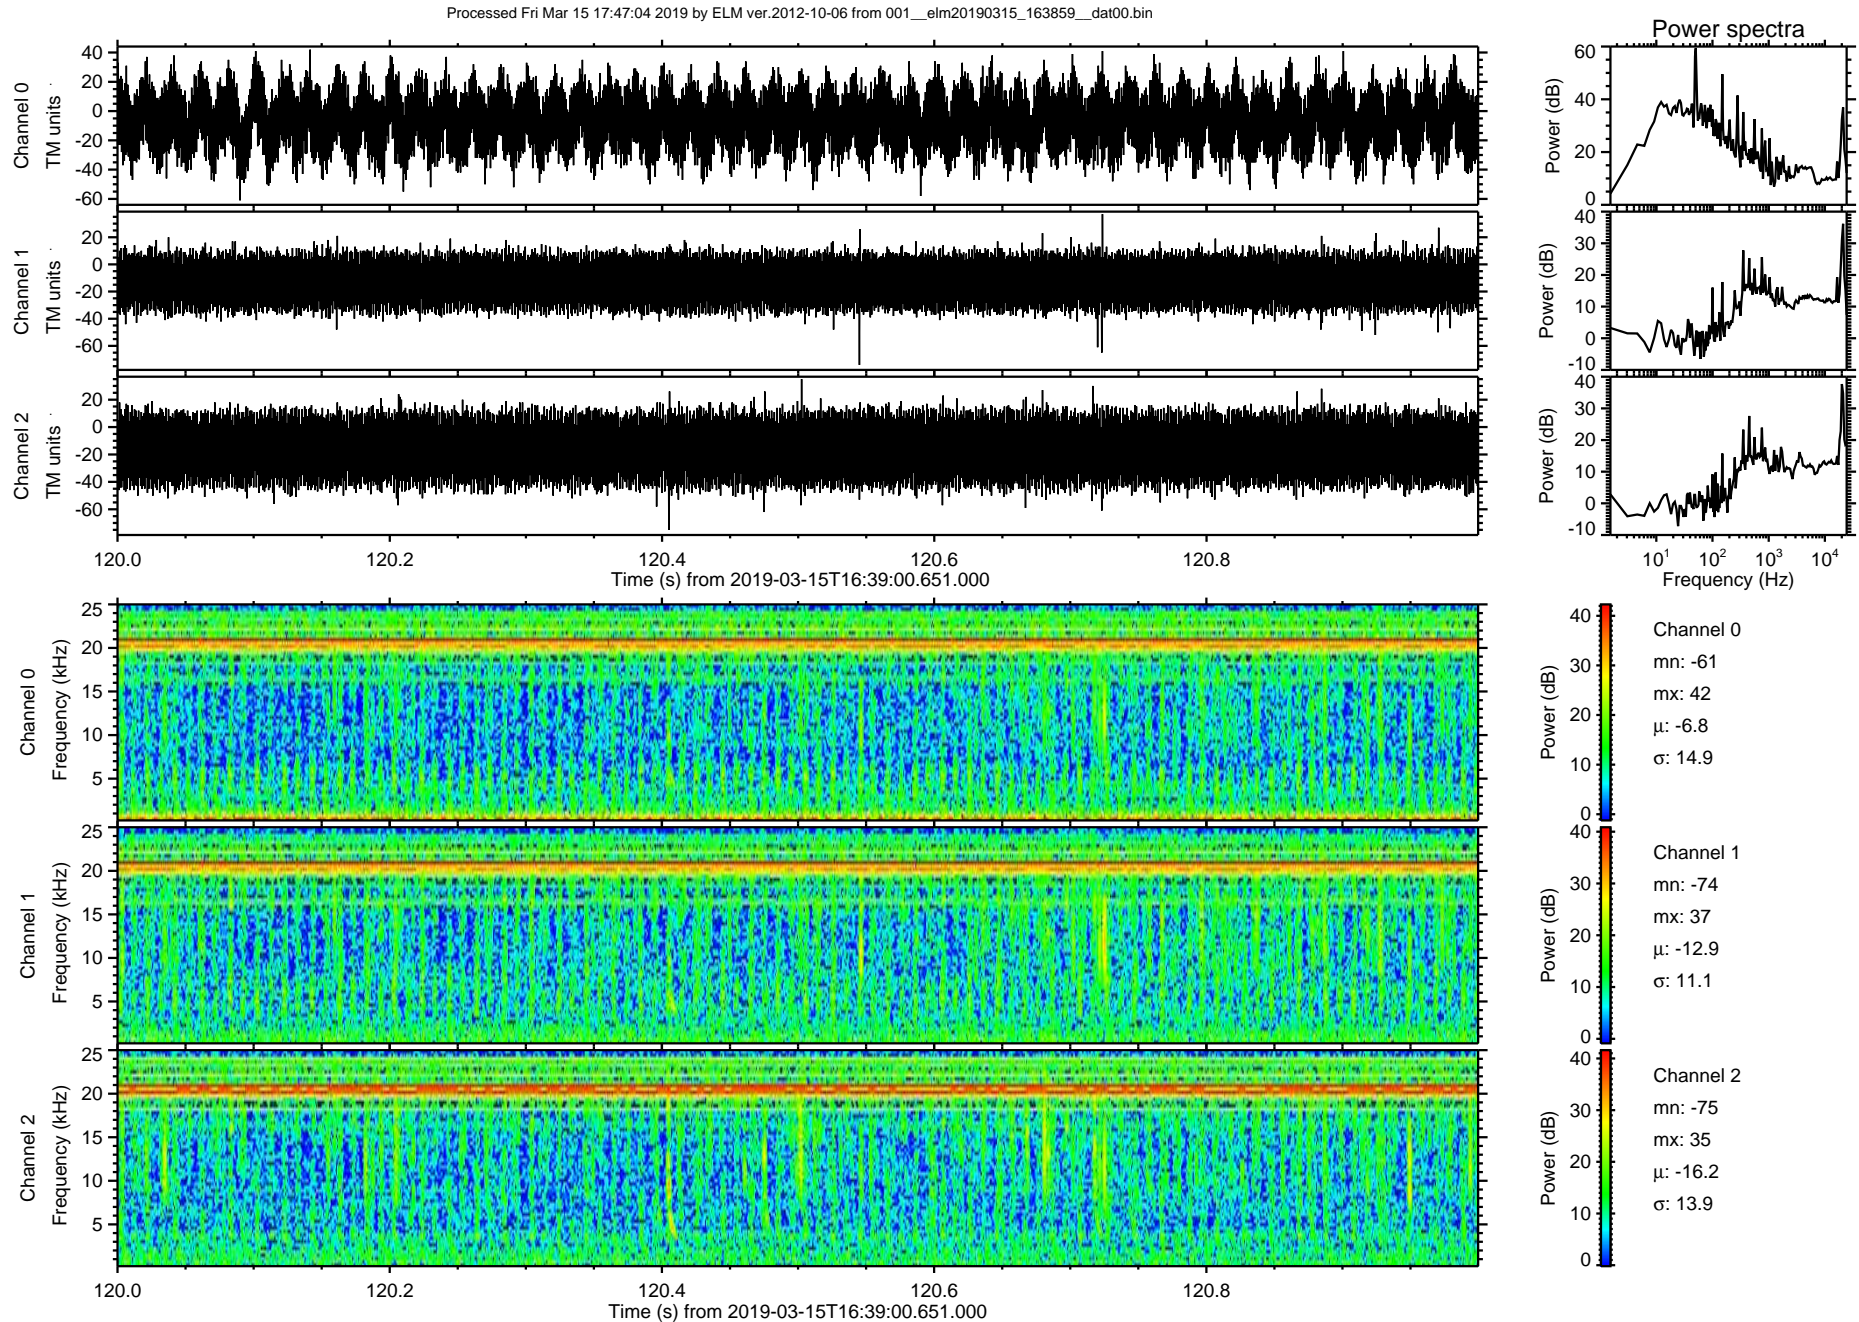 Processed Fri Mar 15 17:47:04 2019 by ELM ver.2012-10-06 from 001__elm20190315_163859__dat00.bin
Power spectra
Channel 0
TM units
40
20
0
-20
-40
-60
Power (dB)
60
40
20
0
Channel 1
TM units
20
0
-20
-40
-60
Power (dB)
40
30
20
10
0
-10
Channel 2
TM units
20
0
-20
-40
-60
Power (dB)
40
30
20
10
0
-10
120.0 120.2 120.4 120.6 120.8
Time (s) from 2019-03-15T16:39:00.651.000
10¹ 10² 10³ 10⁴
Frequency (Hz)
Channel 0
Frequency (kHz)
25
20
15
10
5
Power (dB)
40
30
20
10
0
Channel 0
mn: -61
mx: 42
μ: -6.8
σ: 14.9
Channel 1
Frequency (kHz)
25
20
15
10
5
Power (dB)
40
30
20
10
0
Channel 1
mn: -74
mx: 37
μ: -12.9
σ: 11.1
Channel 2
Frequency (kHz)
25
20
15
10
5
Power (dB)
40
30
20
10
0
Channel 2
mn: -75
mx: 35
μ: -16.2
σ: 13.9
120.0 120.2 120.4 120.6 120.8
Time (s) from 2019-03-15T16:39:00.651.000